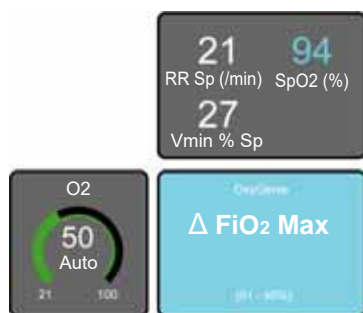 21 94
RR Sp (/min) SpO2 (%)
27
Vmin % Sp
O2
50
Auto
21 100
Δ FiO2 Max